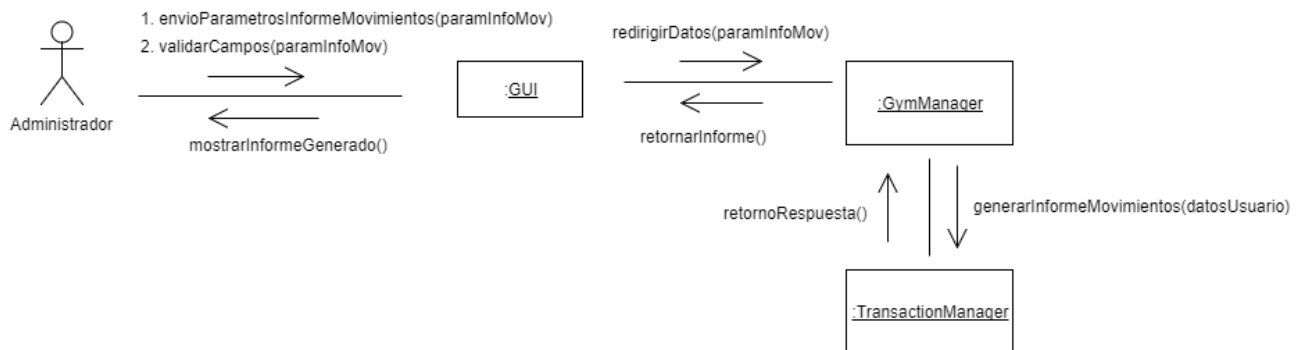 1. envioParametrosInformeMovimientos(paramInfoMov)
2. validarCampos(paramInfoMov)
redirigirDatos(paramInfoMov)
:GUI
:GymManager
Administrador
mostrarInformeGenerado()
retornarInforme()
retornoRespuesta()
generarInformeMovimientos(datosUsuario)
:TransactionManager